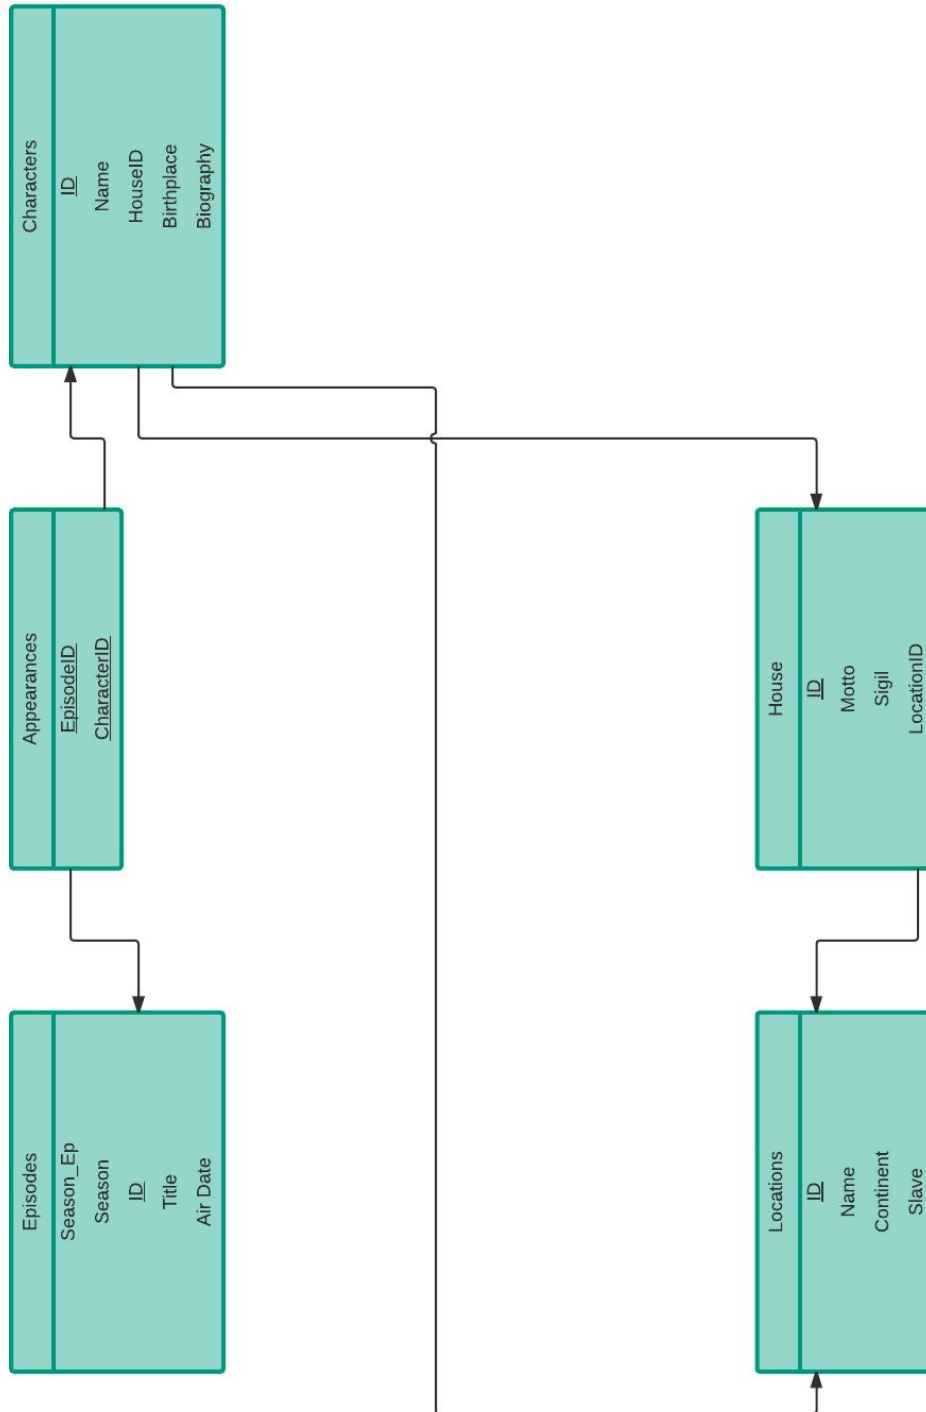 Characters
ID
Name
HouseID
Birthplace
Biography
Appearances
EpisodeID
CharacterID
Episodes
Season_Ep
Season
ID
Title
Air Date
House
ID
Motto
Sigil
LocationID
Locations
ID
Name
Continent
Slave